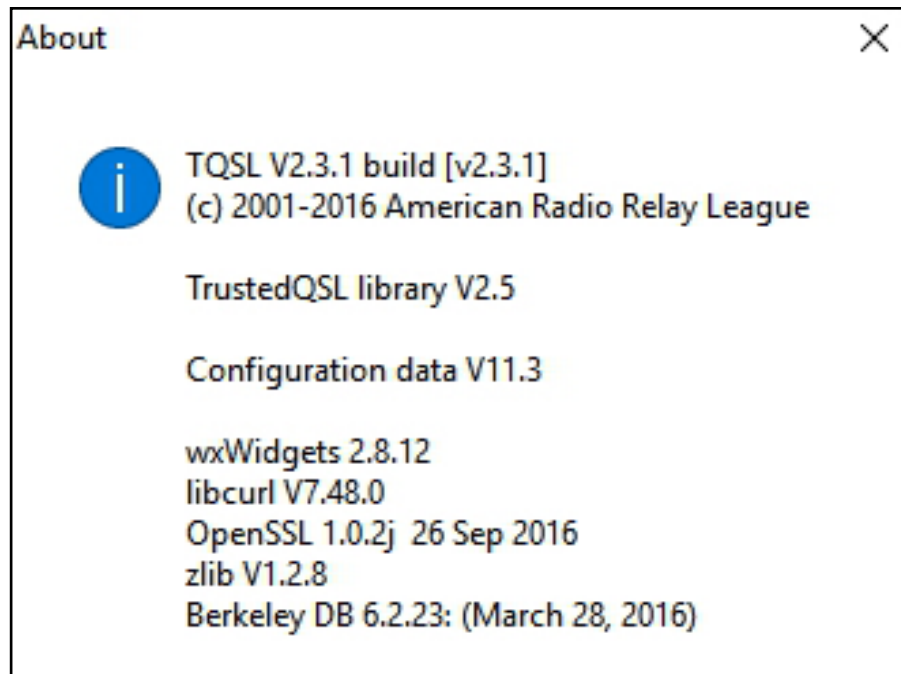 About
TQSL V2.3.1 build [v2.3.1]
(c) 2001-2016 American Radio Relay League
TrustedQSL library V2.5
Configuration data V11.3
wxWidgets 2.8.12
libcurl V7.48.0
OpenSSL 1.0.2j  26 Sep 2016
zlib V1.2.8
Berkeley DB 6.2.23: (March 28, 2016)